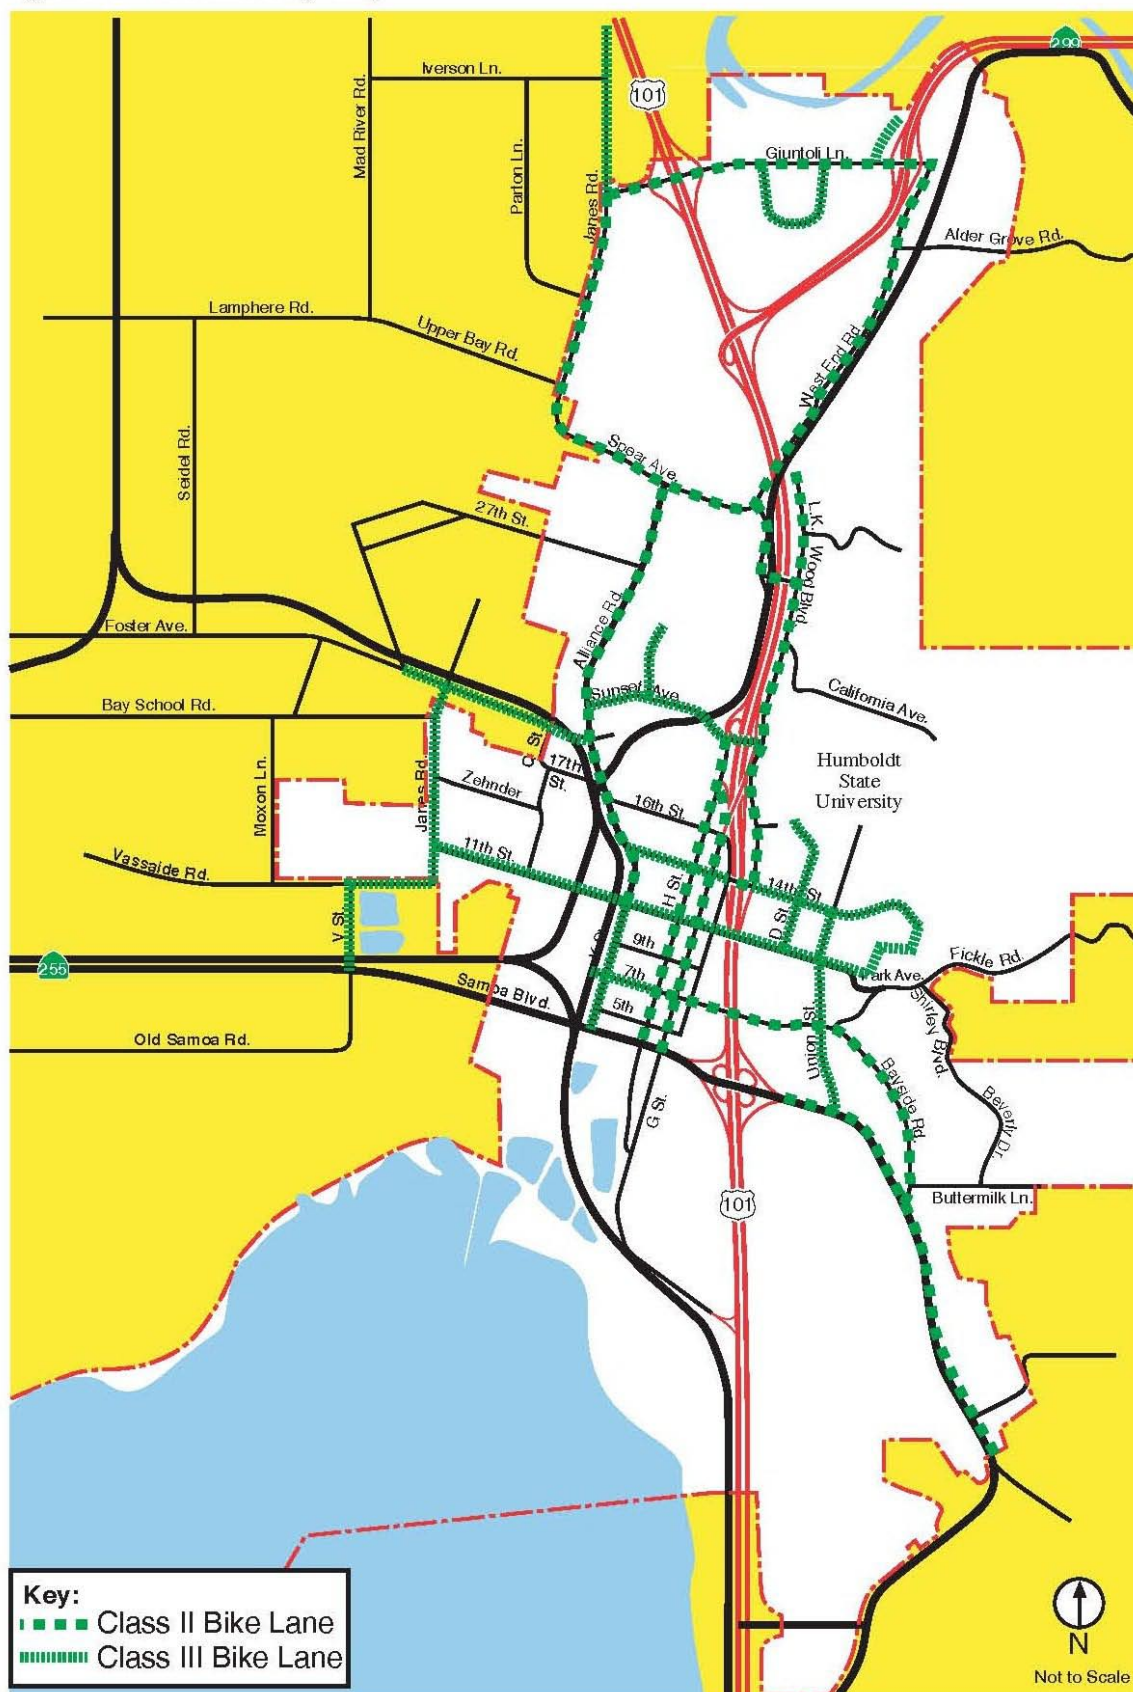 299
Iverson Ln.
101
Mad River Rd.
Parton Ln.
Janes Rd.
Giuntoli Ln.
Alder Grove Rd.
Lamphere Rd.
Upper Bay Rd.
West End Rd.
Seidel Rd.
Spear Ave.
27th St.
L.K. Wood Blvd.
Foster Ave.
Alliance Rd.
Sunset Ave.
Bay School Rd.
California Ave.
Moxon Ln.
Janes Rd.
Zehnder
Q St.
17th
St.
16th St.
Humboldt
State
University
Vassaide Rd.
11th St.
H St.
14th St.
V St.
D St.
9th
7th
5th
Park Ave.
Fickle Rd.
255
Samoa Blvd.
Shirley Blvd.
Old Samoa Rd.
Union St.
Bayside Rd.
Beverly Dr.
G St.
Buttermilk Ln.
101
Key:
Class II Bike Lane
Class III Bike Lane
N
Not to Scale